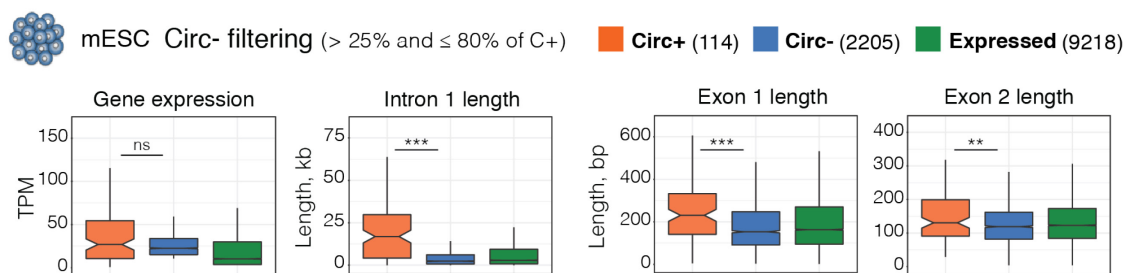 mESC Circ- filtering (> 25% and ≤ 80% of C+)
Circ+ (114) Circ- (2205) Expressed (9218)
Gene expression
TPM
150
100
50
0
ns
Intron 1 length
Length, kb
75
25
25
0
***
Exon 1 length
Length, bp
600
400
200
0
***
Exon 2 length
400
300
200
100
0
**